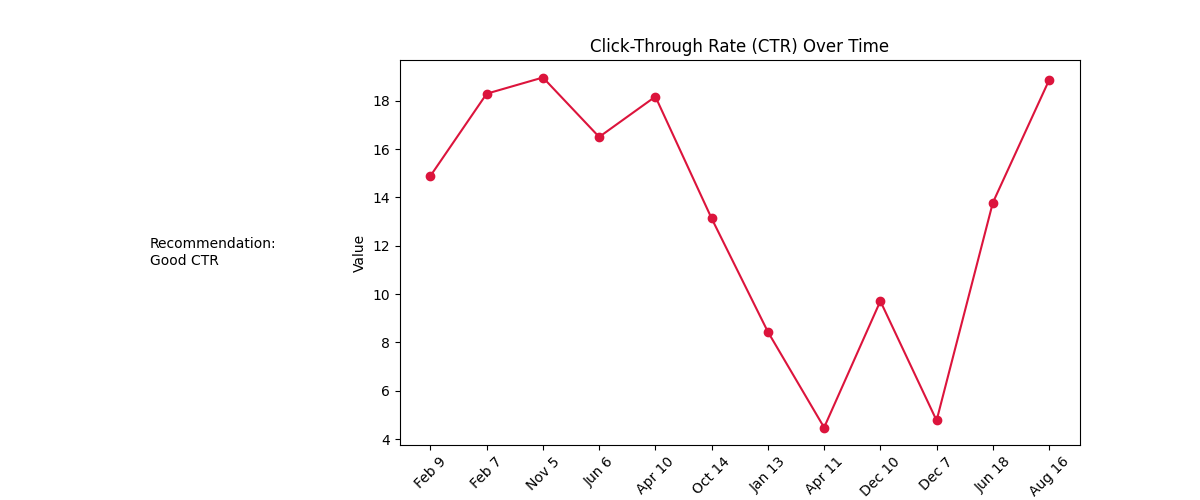 Click-Through Rate (CTR) Over Time
Recommendation:
Good CTR
Value
18
16
14
12
10
8
6
4
Feb 9
Feb 7
Nov 5
Jun 6
Apr 10
Oct 14
Jan 13
Apr 11
Dec 10
Dec 7
Jun 18
Aug 16